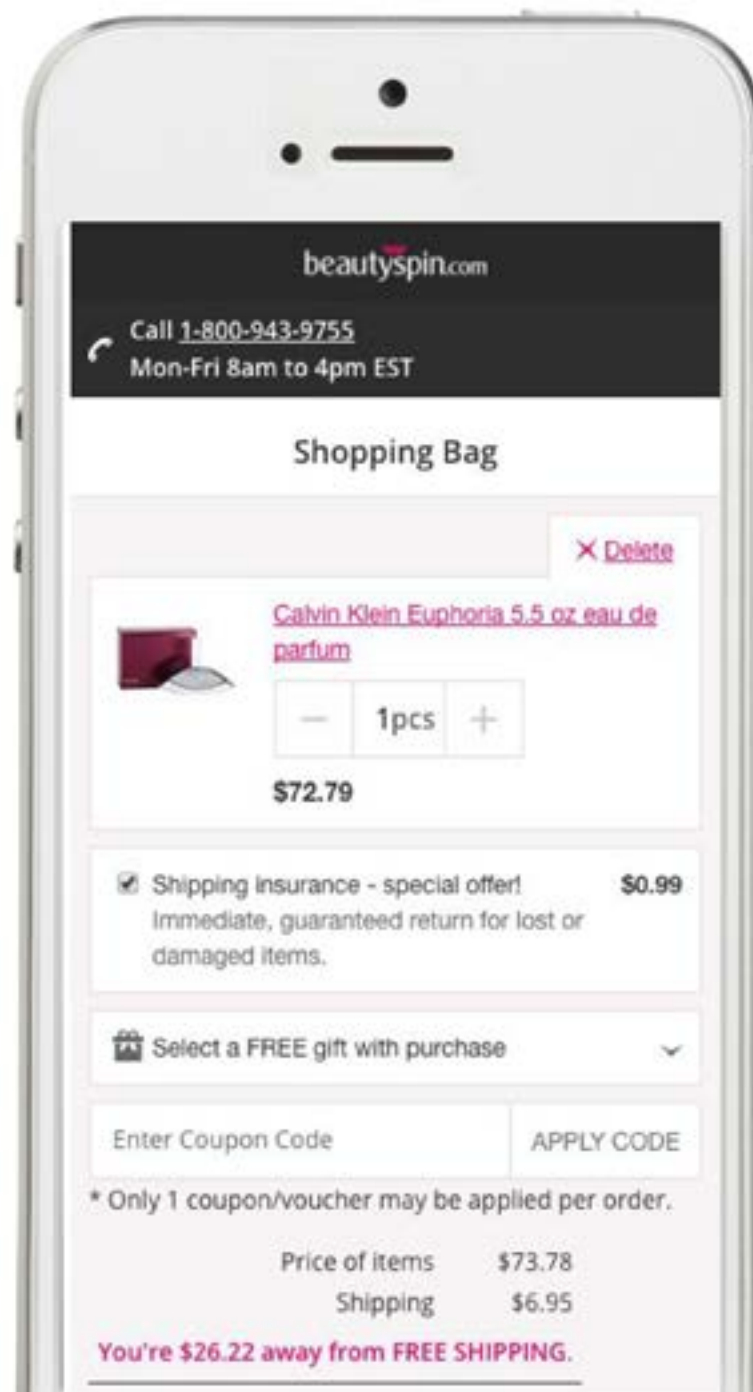 beautyspin.com
Call 1-800-943-9755
Mon-Fri 8am to 4pm EST
Shopping Bag
Delete
Calvin Klein Euphoria 5.5 oz eau de
parfum
1pcs
$72.79
Shipping insurance - special offer! $0.99
Immediate, guaranteed return for lost or
damaged items.
Select a FREE gift with purchase
Enter Coupon Code APPLY CODE
* Only 1 coupon/voucher may be applied per order.
Price of items $73.78
Shipping $6.95
You're $26.22 away from FREE SHIPPING.